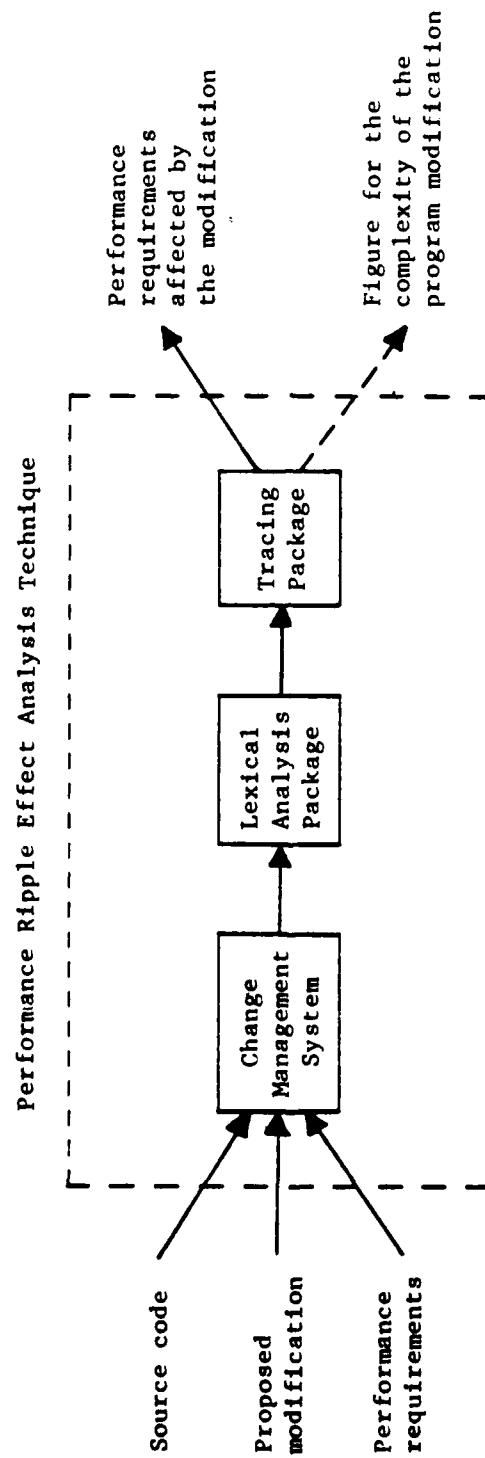 Performance Ripple Effect Analysis Technique
Source code
Proposed
modification
Performance
requirements
Change
Management
System
Lexical
Analysis
Package
Tracing
Package
Performance
requirements
affected by
the modification
Figure for the
complexity of the
program modification